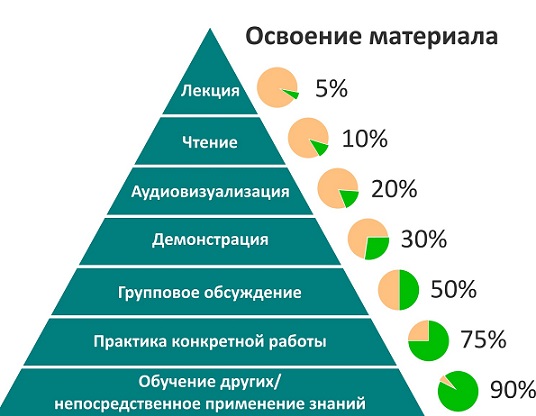 Освоение материала
Лекция
5%
Чтение
10%
Аудиовизуализация
20%
Демонстрация
30%
Групповое обсуждение
50%
Практика конкретной работы
75%
Обучение других/
непосредственное применение знаний
90%